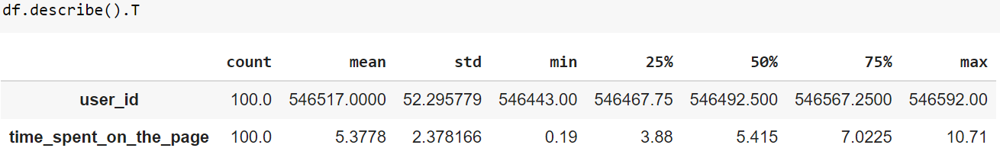 df.describe().T
count mean std min 25% 50% 75% max
user_id 100.0 546517.0000 52.295779 546443.00 546467.75 546492.500 546567.2500 546592.00
time_spent_on_the_page 100.0 5.3778 2.378166 0.19 3.88 5.415 7.0225 10.71